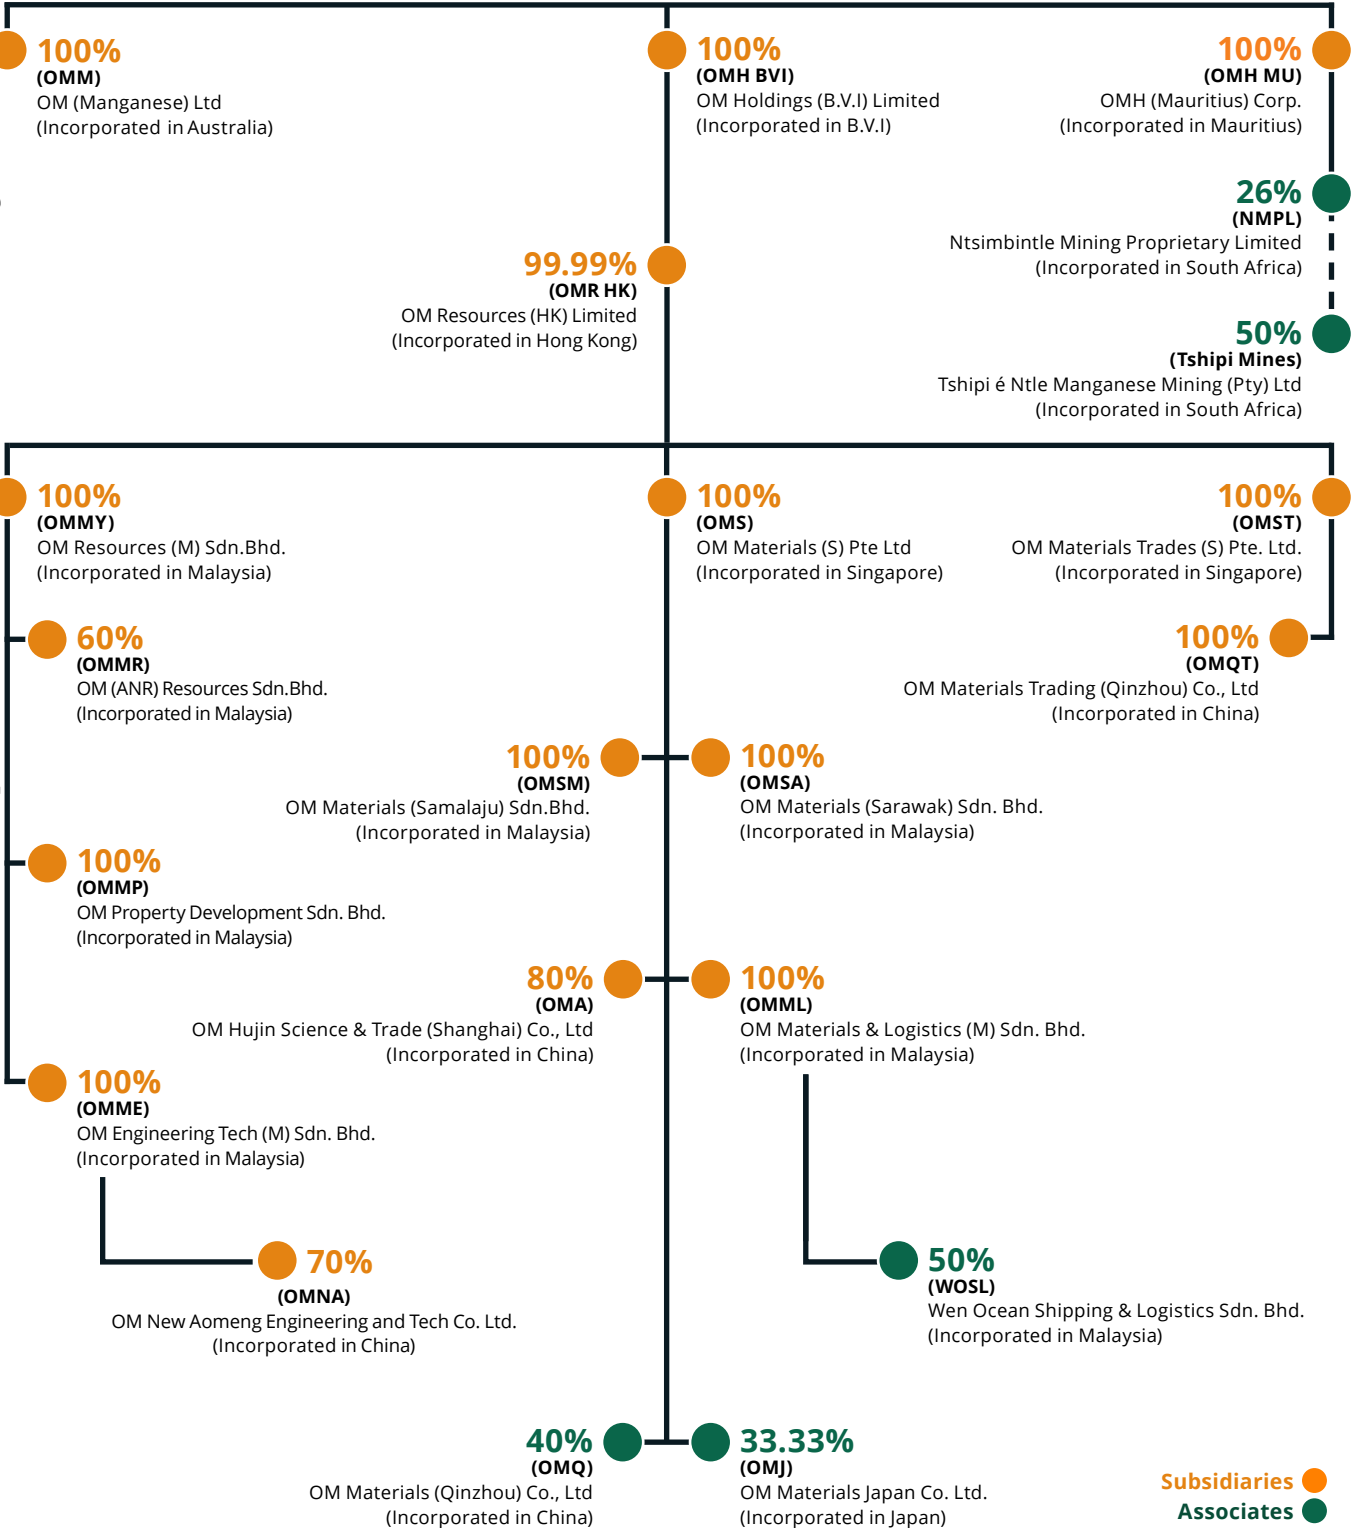 100%
(OMM)
OM (Manganese) Ltd
(Incorporated in Australia)
100%
(OMH BVI)
OM Holdings (B.V.I) Limited
(Incorporated in B.V.I)
100%
(OMH MU)
OMH (Mauritius) Corp.
(Incorporated in Mauritius)
26%
(NMPL)
Ntsimbintle Mining Proprietary Limited
(Incorporated in South Africa)
99.99%
(OMR HK)
OM Resources (HK) Limited
(Incorporated in Hong Kong)
50%
(Tshipi Mines)
Tshipi é Ntle Manganese Mining (Pty) Ltd
(Incorporated in South Africa)
100%
(OMMY)
OM Resources (M) Sdn.Bhd.
(Incorporated in Malaysia)
100%
(OMS)
OM Materials (S) Pte Ltd
(Incorporated in Singapore)
100%
(OMST)
OM Materials Trades (S) Pte. Ltd.
(Incorporated in Singapore)
60%
(OMMR)
OM (ANR) Resources Sdn.Bhd.
(Incorporated in Malaysia)
100%
(OMQT)
OM Materials Trading (Qinzhou) Co., Ltd
(Incorporated in China)
100%
(OMSM)
OM Materials (Samalaju) Sdn.Bhd.
(Incorporated in Malaysia)
100%
(OMSA)
OM Materials (Sarawak) Sdn. Bhd.
(Incorporated in Malaysia)
100%
(OMMP)
OM Property Development Sdn. Bhd.
(Incorporated in Malaysia)
80%
(OMA)
OM Hujin Science & Trade (Shanghai) Co., Ltd
(Incorporated in China)
100%
(OMML)
OM Materials & Logistics (M) Sdn. Bhd.
(Incorporated in Malaysia)
100%
(OMME)
OM Engineering Tech (M) Sdn. Bhd.
(Incorporated in Malaysia)
70%
(OMNA)
OM New Aomeng Engineering and Tech Co. Ltd.
(Incorporated in China)
50%
(WOSL)
Wen Ocean Shipping & Logistics Sdn. Bhd.
(Incorporated in Malaysia)
40%
(OMQ)
OM Materials (Qinzhou) Co., Ltd
(Incorporated in China)
33.33%
(OMJ)
OM Materials Japan Co. Ltd.
(Incorporated in Japan)
Subsidiaries
Associates